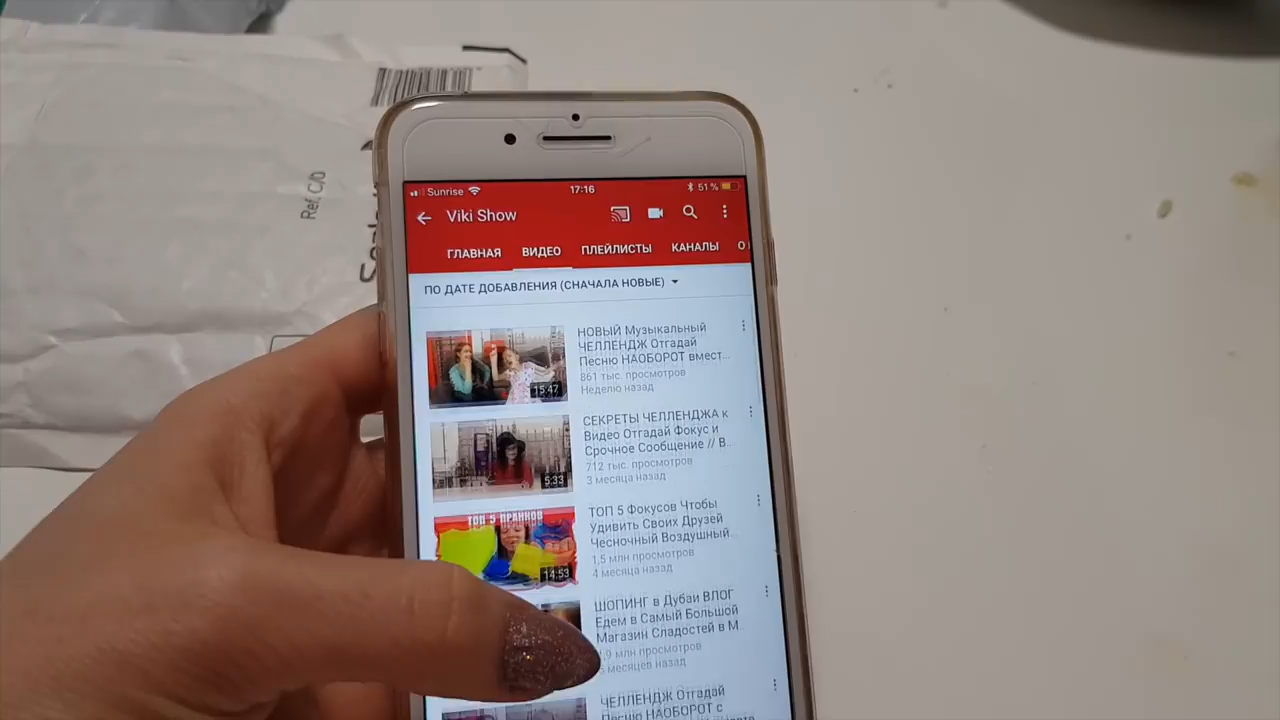 Ref. C/D
Sunrise 17:16 51 %
Viki Show
ГЛАВНАЯ ВИДЕО ПЛЕЙЛИСТЫ КАНАЛЫ О
ПО ДАТЕ ДОБАВЛЕНИЯ (СНАЧАЛА НОВЫЕ)
НОВЫЙ Музыкальный
ЧЕЛЛЕНДЖ Отгадай
Песню НАОБОРОТ вмест...
861 тыс. просмотров
Неделю назад
15:47
СЕКРЕТЫ ЧЕЛЛЕНДЖА к
Видео Отгадай Фокус и
Срочное Сообщение // В...
712 тыс. просмотров
3 месяца назад
5:33
ТОП 5 ПРАНКОВ
14:53
ТОП 5 Фокусов Чтобы
Удивить Своих Друзей
Чесночный Воздушный...
1,5 млн просмотров
4 месяца назад
ШОПИНГ в Дубаи ВЛОГ
Едем в Самый Большой
Магазин Сладостей в М
,9 млн просмотров
месяцев назад
ЧЕЛЛЕНДЖ Отгадай
Песню НАОБОРОТ с